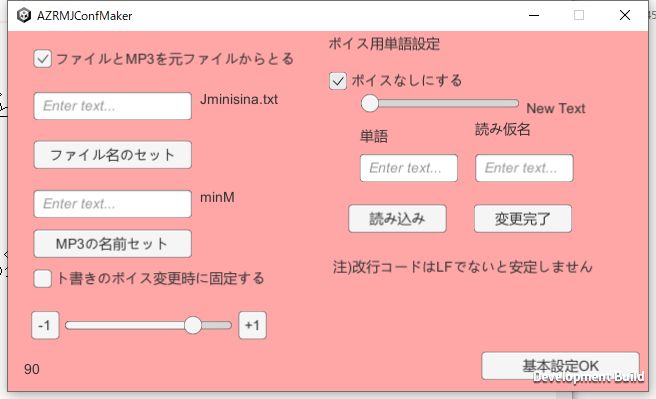 AZRMJConfMaker
ファイルとMP3を元ファイルからとる
Enter text...
Jminisina.txt
ファイル名のセット
Enter text...
minM
MP3の名前セット
ト書きのボイス変更時に固定する
-1
+1
90
ボイス用単語設定
ボイスなしにする
New Text
単語
読み仮名
Enter text...
Enter text...
読み込み
変更完了
注)改行コードはLFでないと安定しません
基本設定OK
Development Build